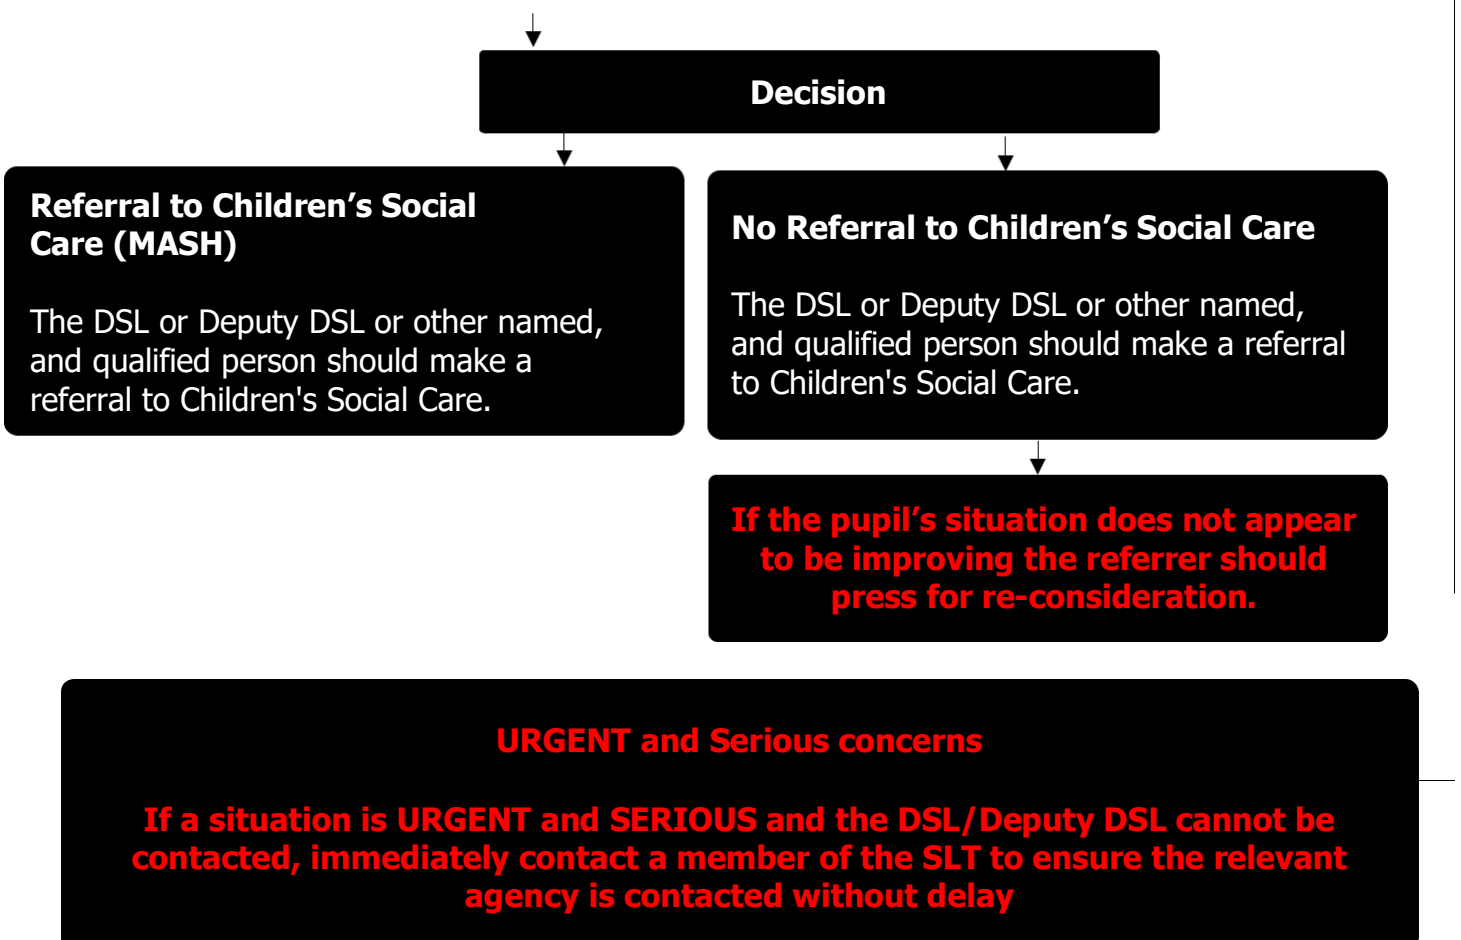 Decision
Referral to Children’s Social
Care (MASH)
The DSL or Deputy DSL or other named,
and qualified person should make a
referral to Children's Social Care.
No Referral to Children’s Social Care
The DSL or Deputy DSL or other named,
and qualified person should make a referral
to Children's Social Care.
If the pupil’s situation does not appear
to be improving the referrer should
press for re-consideration.
URGENT and Serious concerns
If a situation is URGENT and SERIOUS and the DSL/Deputy DSL cannot be
contacted, immediately contact a member of the SLT to ensure the relevant
agency is contacted without delay